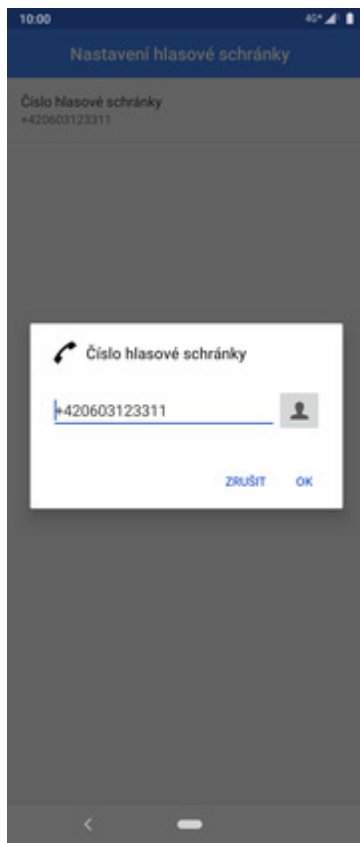 10:00 4G+
Nastavení hlasové schránky
Číslo hlasové schránky
+420603123311
Číslo hlasové schránky
+420603123311
ZRUŠIT OK